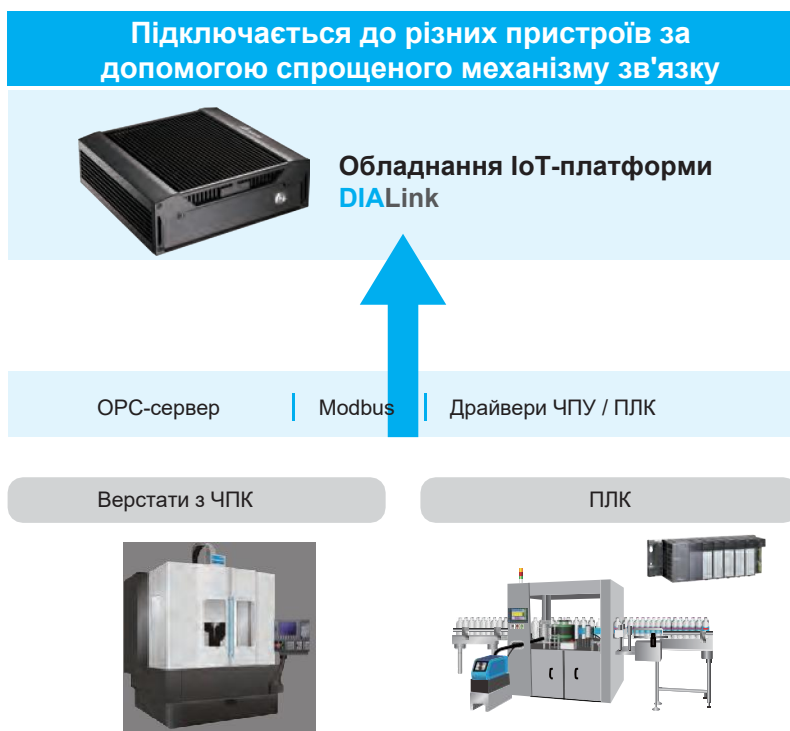 Підключається до різних пристроїв за
допомогою спрощеного механізму зв'язку
Обладнання IoT-платформи
DIALink
OPC-сервер | Modbus | Драйвери ЧПУ / ПЛК
Верстати з ЧПК
ПЛК